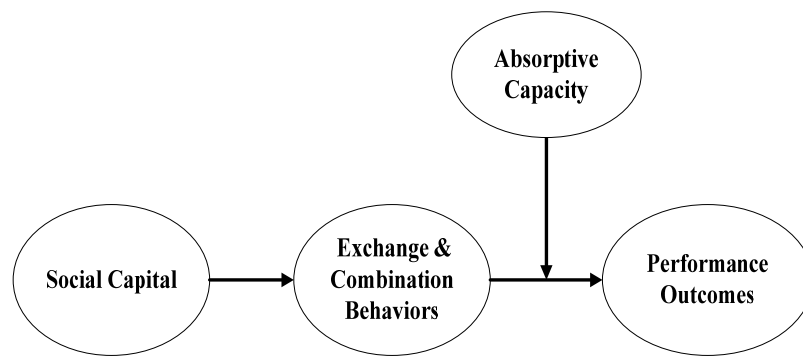 Absorptive
Capacity
Social Capital
Exchange &
Combination
Behaviors
Performance
Outcomes